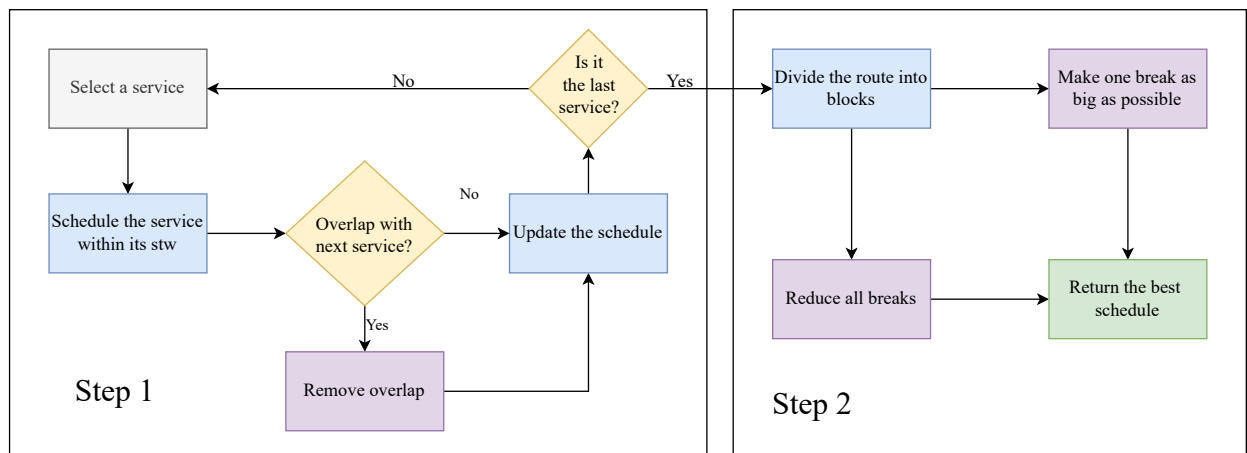 Select a service
No
Is it
the last
service?
Yes
Divide the route into
blocks
Make one break as
big as possible
Schedule the service
within its stw
Overlap with
next service?
No
Update the schedule
Yes
Remove overlap
Reduce all breaks
Return the best
schedule
Step 1
Step 2